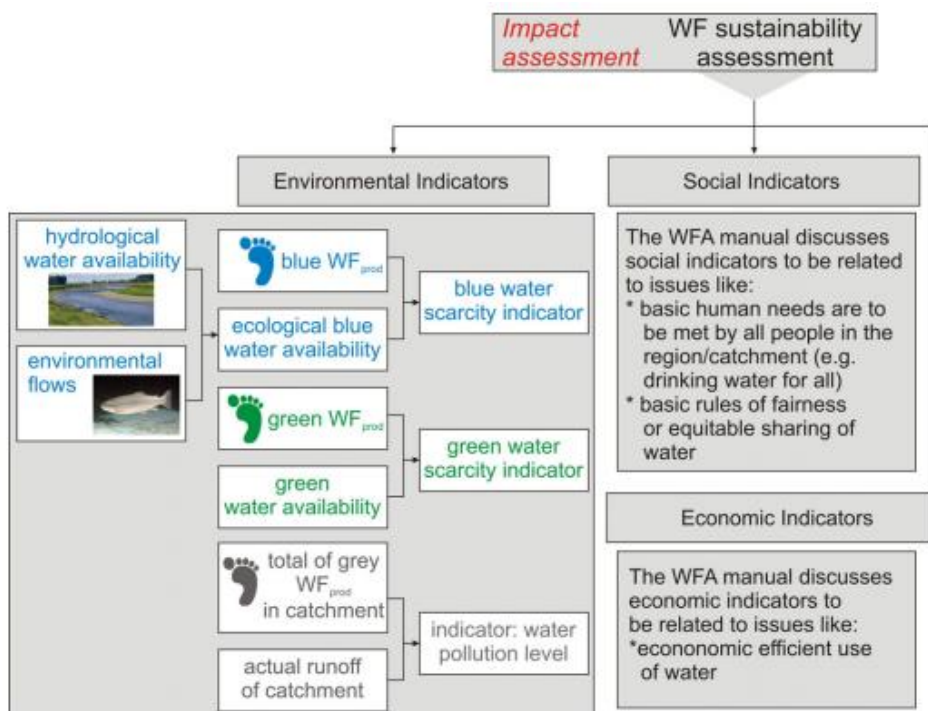 Impact
assessment
WF sustainability
assessment
Environmental Indicators
hydrological
water availability
environmental
flows
blue WFprod
ecological blue
water availability
blue water
scarcity indicator
green WFprod
green
water availability
green water
scarcity indicator
total of grey
WFprod
in catchment
actual runoff
of catchment
indicator: water
pollution level
Social Indicators
The WFA manual discusses
social indicators to be related
to issues like:
* basic human needs are to
be met by all people in the
region/catchment (e.g.
drinking water for all)
* basic rules of fairness
or equitable sharing of
water
Economic Indicators
The WFA manual discusses
economic indicators to
be related to issues like:
*econonomic efficient use
of water